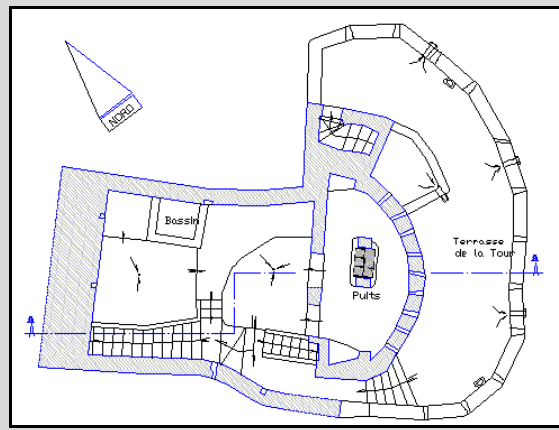 NORD
Bassin
Terrasse
de la Tour
Puits
A
A